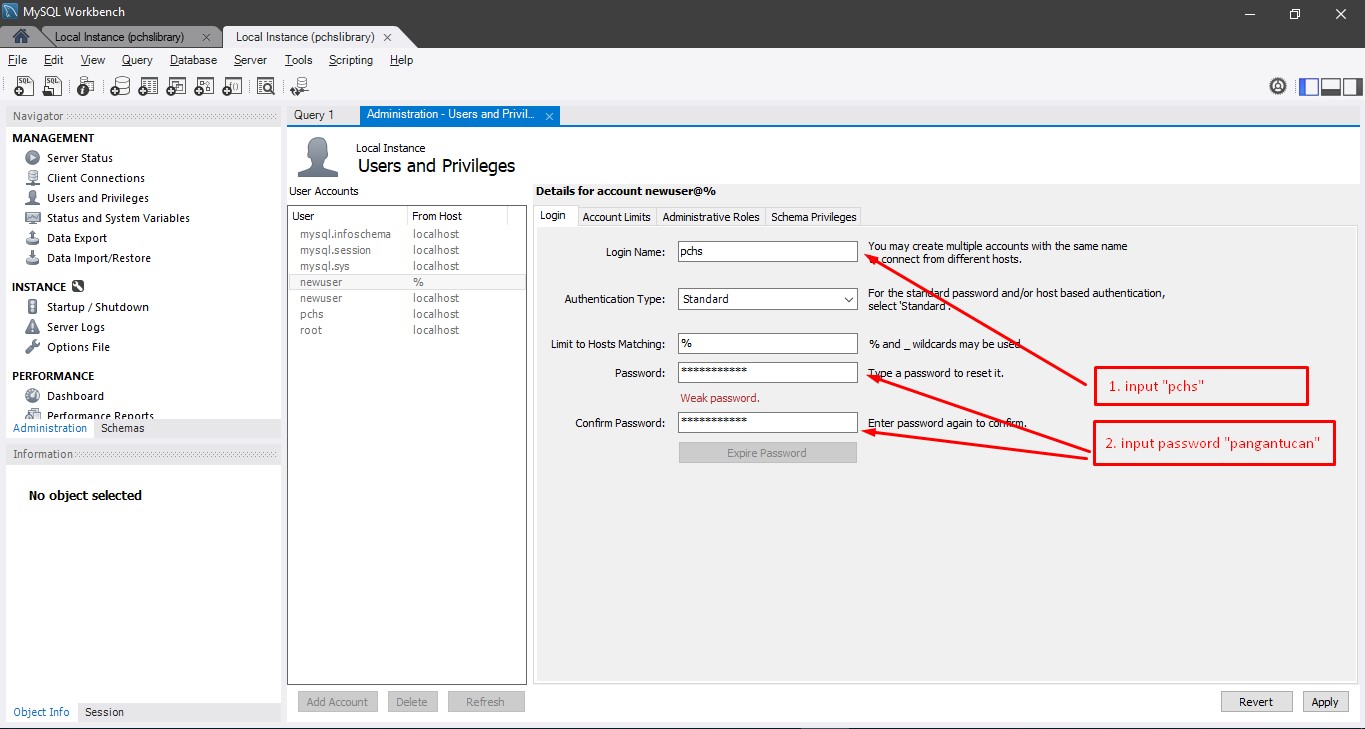 MySQL Workbench
Local Instance (pchslibrary)
Local Instance (pchslibrary)
File Edit View Query Database Server Tools Scripting Help
Navigator
MANAGEMENT
Server Status
Client Connections
Users and Privileges
Status and System Variables
Data Export
Data Import/Restore
INSTANCE
Startup / Shutdown
Server Logs
Options File
PERFORMANCE
Dashboard
Performance Reports
Administration Schemas
Information
No object selected
Object Info Session
Query 1 Administration - Users and Privil...
Local Instance
Users and Privileges
User Accounts
User From Host
mysql.infoschema localhost
mysql.session localhost
mysql.sys localhost
newuser %
newuser localhost
pchs localhost
root localhost
Add Account Delete Refresh
Details for account newuser@%
Login Account Limits Administrative Roles Schema Privileges
Login Name: pchs You may create multiple accounts with the same name
to connect from different hosts.
Authentication Type: Standard For the standard password and/or host based authentication,
select 'Standard'.
Limit to Hosts Matching: % % and _ wildcards may be used
Password: *********** Type a password to reset it.
Weak password.
Confirm Password: *********** Enter password again to confirm.
Expire Password
1. input "pchs"
2. input password "pangantucan"
Revert Apply